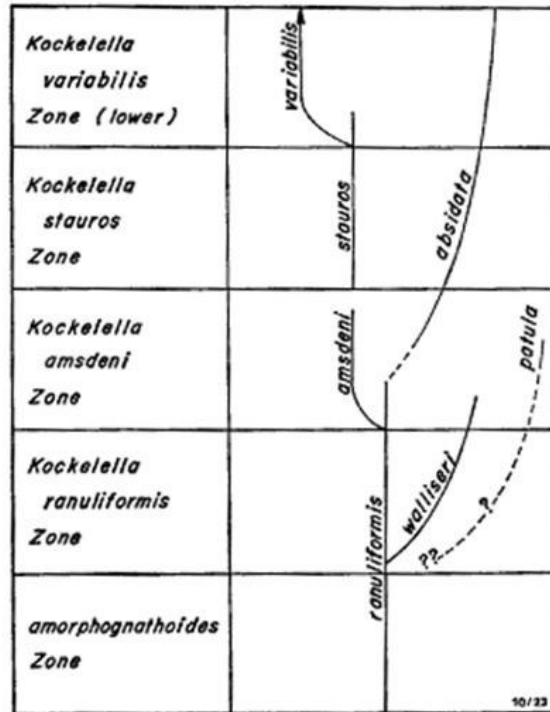 Kockelella
variabilis
Zone (lower)
variabilis
Kockelella
stauros
Zone
stauros
absidata
Kockelella
amsdeni
Zone
amsdeni
patula
Kockelella
ranuliformis
Zone
ranuliformis
walliseri
??
?
amorphognathoides
Zone
10/23